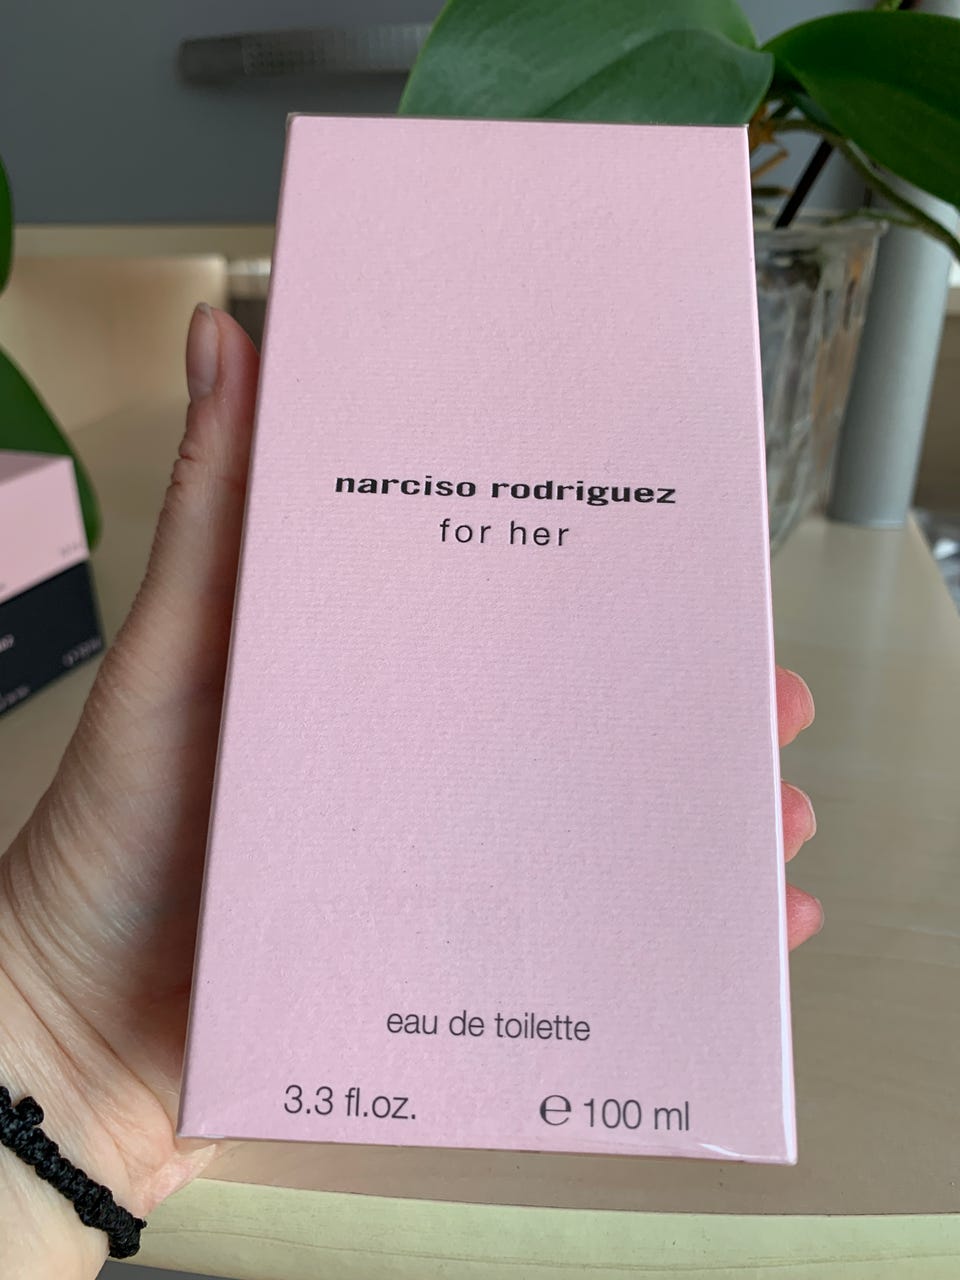 narciso rodriguez
for her
eau de toilette
3.3 fl.oz.
℮ 100 ml